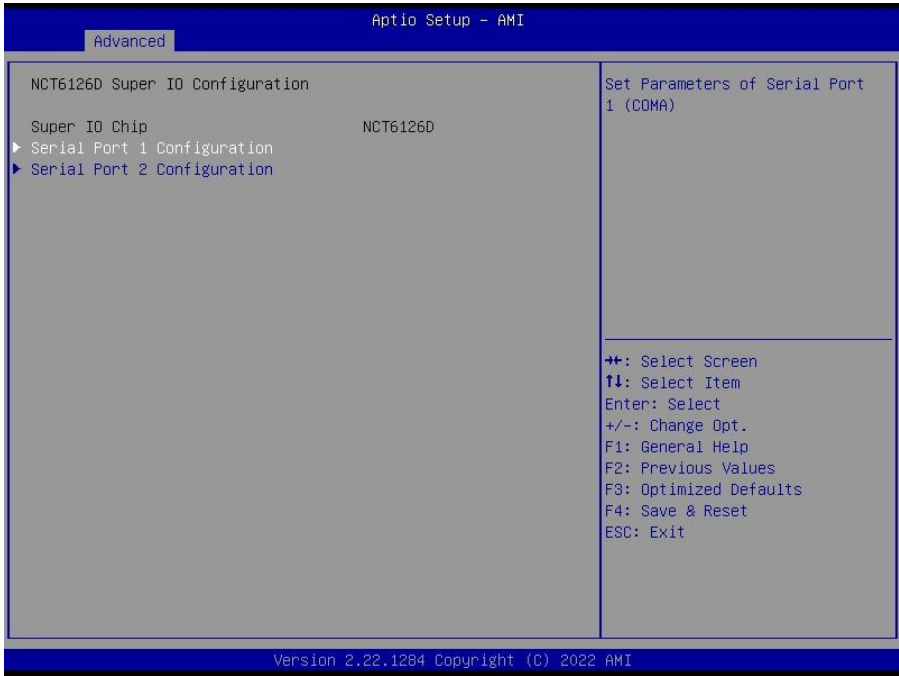 Aptio Setup - AMI
Advanced
NCT6126D Super IO Configuration
Super IO Chip NCT6126D
Serial Port 1 Configuration
Serial Port 2 Configuration
Set Parameters of Serial Port
1 (COMA)
→←: Select Screen
↑↓: Select Item
Enter: Select
+/-: Change Opt.
F1: General Help
F2: Previous Values
F3: Optimized Defaults
F4: Save & Reset
ESC: Exit
Version 2.22.1284 Copyright (C) 2022 AMI